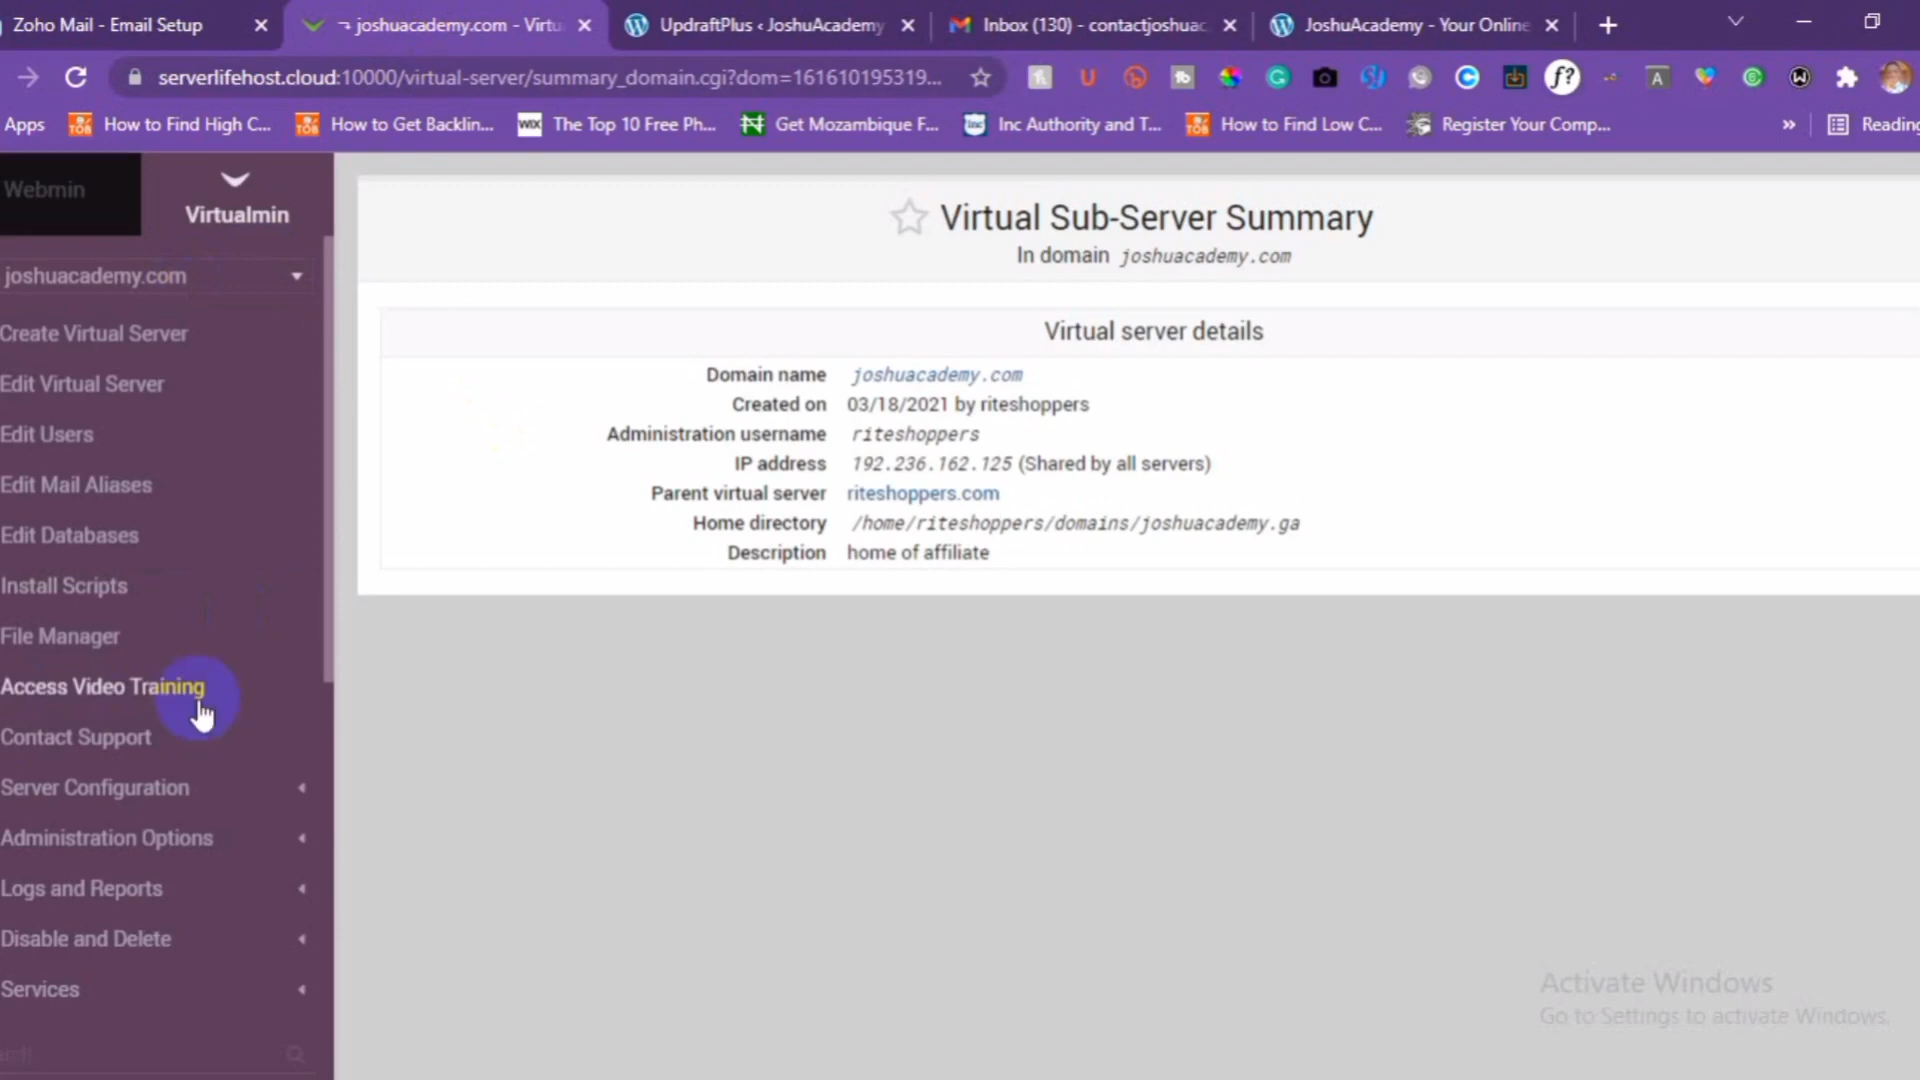 Zoho Mail - Email Setup
joshuacademy.com - Virtu
UpdraftPlus ‹ JoshuAcademy
Inbox (130) - contactjoshuac
JoshuAcademy - Your Online
serverlifehost.cloud:10000/virtual-server/summary_domain.cgi?dom=161610195319...
Apps
How to Find High C...
How to Get Backlin...
WIX
The Top 10 Free Ph...
Get Mozambique F...
Inc Authority and T...
How to Find Low C...
Register Your Comp...
»
Reading
Webmin
Virtualmin
joshuacademy.com
Create Virtual Server
Edit Virtual Server
Edit Users
Edit Mail Aliases
Edit Databases
Install Scripts
File Manager
Access Video Training
Contact Support
Server Configuration
Administration Options
Logs and Reports
Disable and Delete
Services
Virtual Sub-Server Summary
In domain joshuacademy.com
Virtual server details
Domain name joshuacademy.com
Created on 03/18/2021 by riteshoppers
Administration username riteshoppers
IP address 192.236.162.125 (Shared by all servers)
Parent virtual server riteshoppers.com
Home directory /home/riteshoppers/domains/joshuacademy.ga
Description home of affiliate
Activate Windows
Go to Settings to activate Windows.